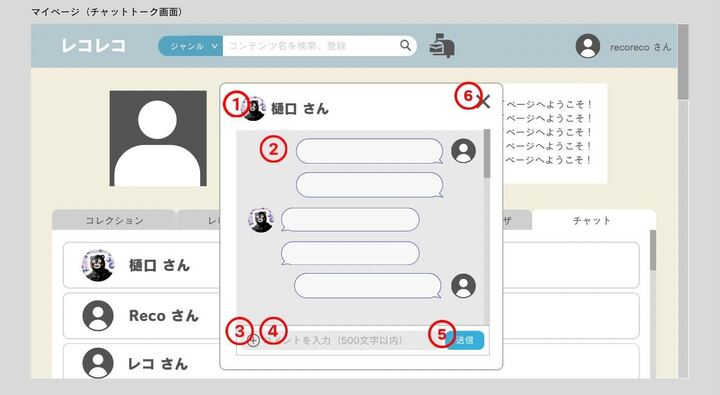 マイページ（チャットトーク画面）
レコレコ
ジャンル ∨
コンテンツ名を検索、登録
recoreco さん
① 樋口 さん
⑥
②
ページへようこそ！
ページへようこそ！
ページへようこそ！
ページへようこそ！
ページへようこそ！
コレクション
チャット
樋口 さん
Reco さん
レコ さん
③ ④ メントを入力（500文字以内）
⑤ 送信